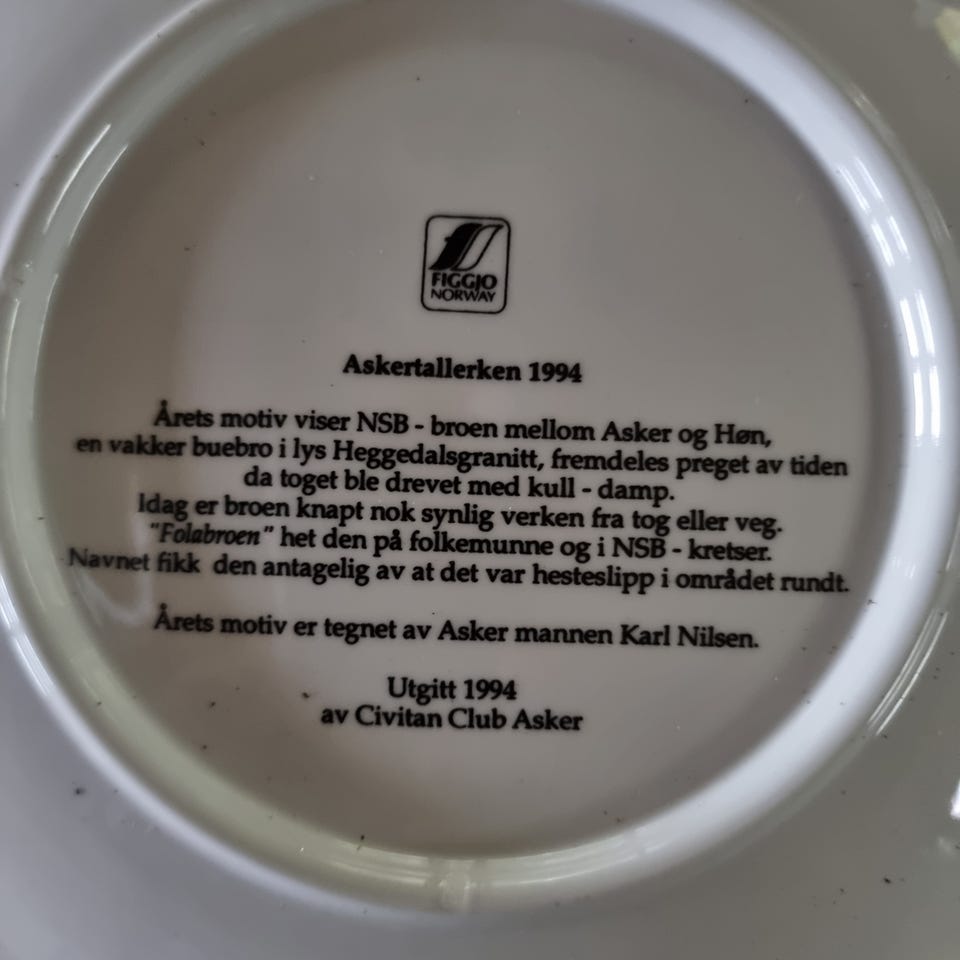 FIGGJO
NORWAY
Askertallerken 1994
Årets motiv viser NSB - broen mellom Asker og Høn,
en vakker buebro i lys Heggedalsgranitt, fremdeles preget av tiden
da toget ble drevet med kull - damp.
Idag er broen knapt nok synlig verken fra tog eller veg.
"Folabroen" het den på folkemunne og i NSB - kretser.
Navnet fikk den antagelig av at det var hesteslipp i området rundt.
Årets motiv er tegnet av Asker mannen Karl Nilsen.
Utgitt 1994
av Civitan Club Asker